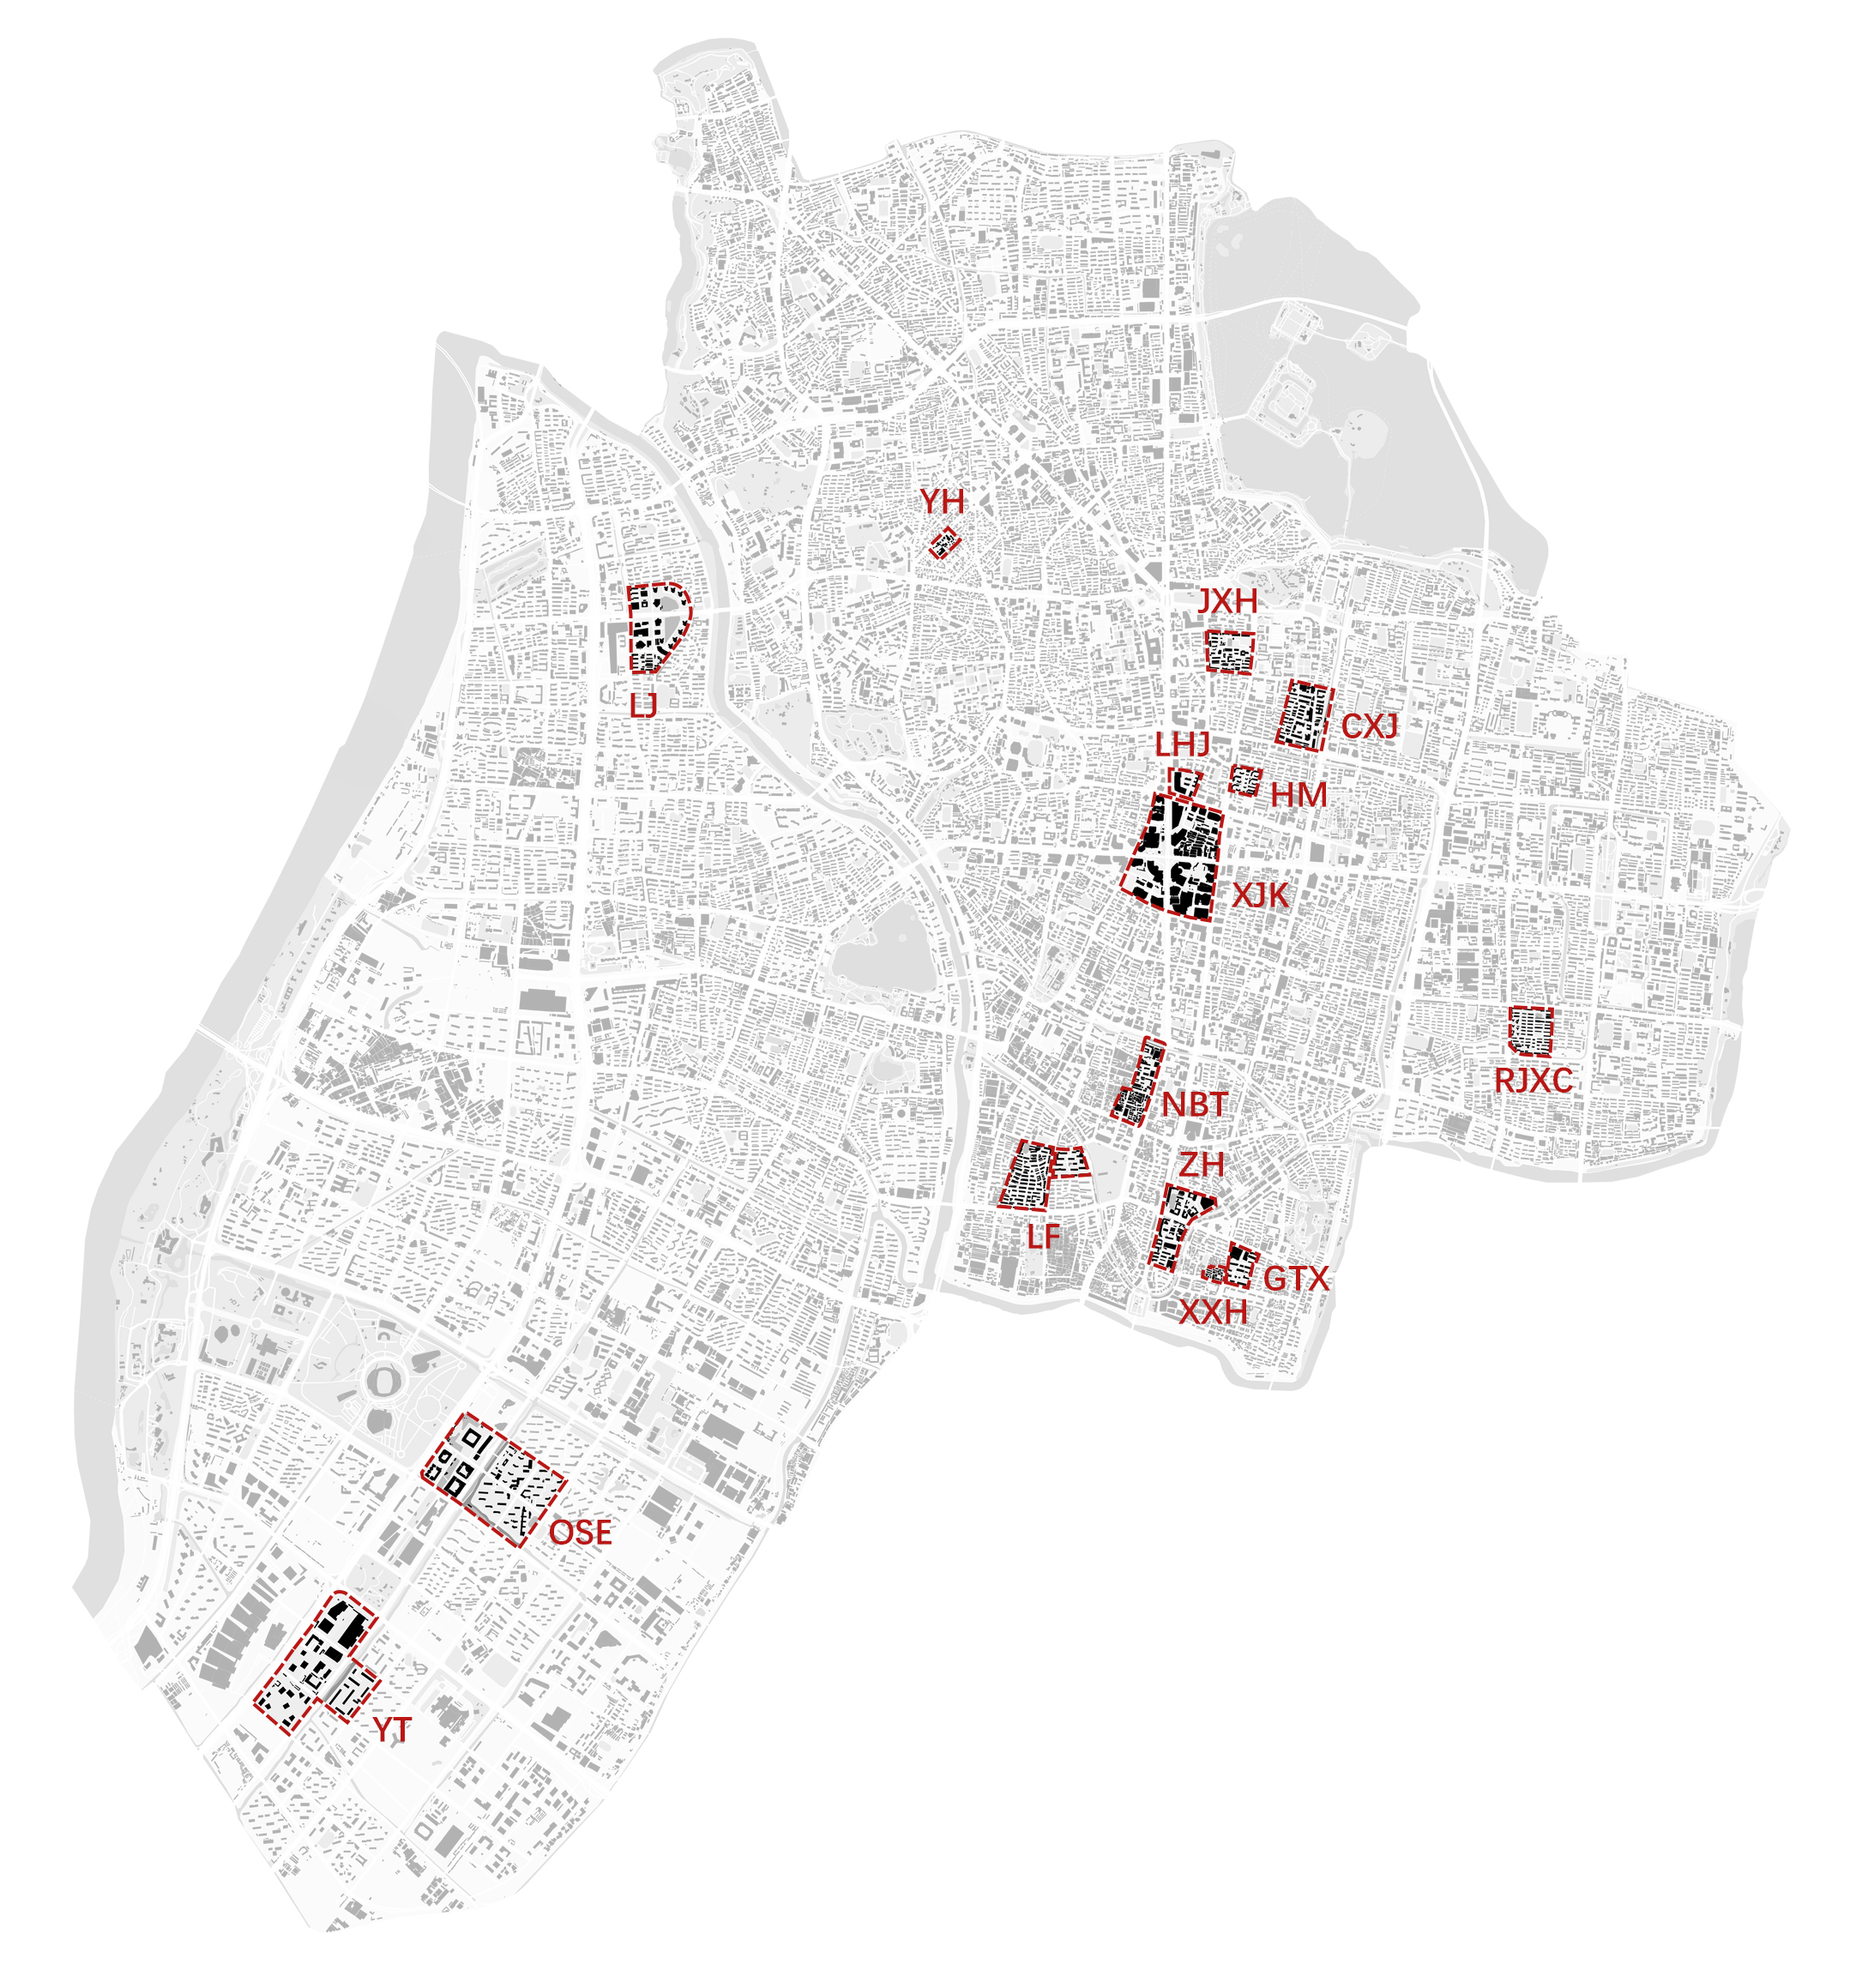 YH
JXH
LJ
CXJ
LHJ
HM
XJK
RJXC
NBT
ZH
LF
GTX
XXH
OSE
YT